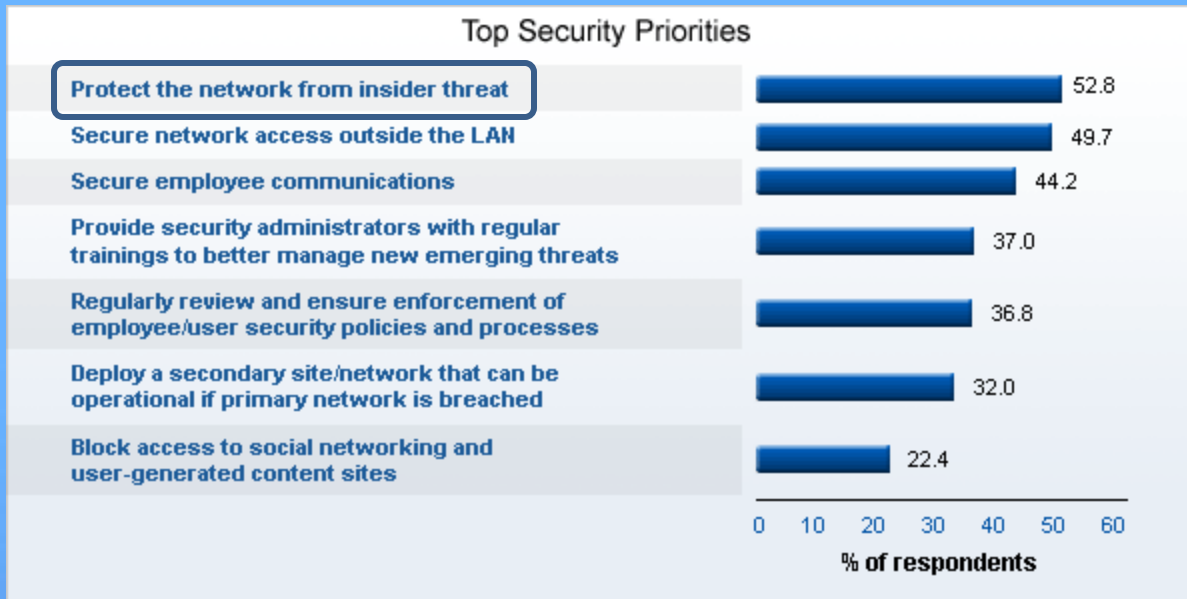 Top Security Priorities
Protect the network from insider threat
52.8
Secure network access outside the LAN
49.7
Secure employee communications
44.2
Provide security administrators with regular
trainings to better manage new emerging threats
37.0
Regularly review and ensure enforcement of
employee/user security policies and processes
36.8
Deploy a secondary site/network that can be
operational if primary network is breached
32.0
Block access to social networking and
user-generated content sites
22.4
0 10 20 30 40 50 60
% of respondents